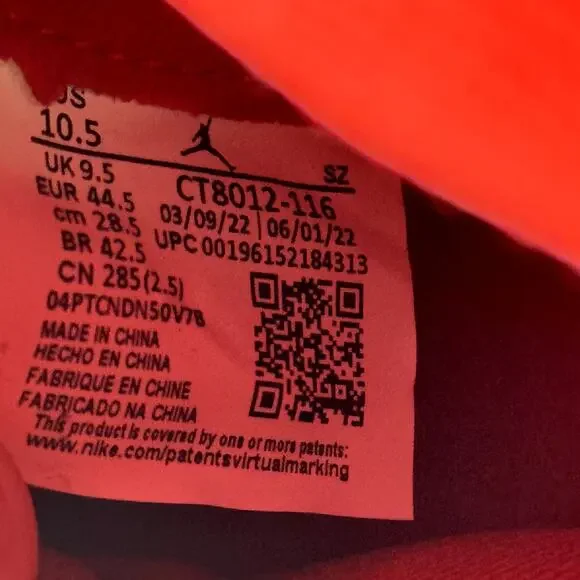 US
10.5
UK 9.5
EUR 44.5
cm 28.5
BR 42.5
CN 285(2.5)
04PTCNDN50V7B
SZ
CT8012-116
03/09/22 | 06/01/22
UPC 00196152184313
MADE IN CHINA
HECHO EN CHINA
FABRIQUE EN CHINE
FABRICADO NA CHINA
This product is covered by one or more patents:
www.nike.com/patentsvirtualmarking